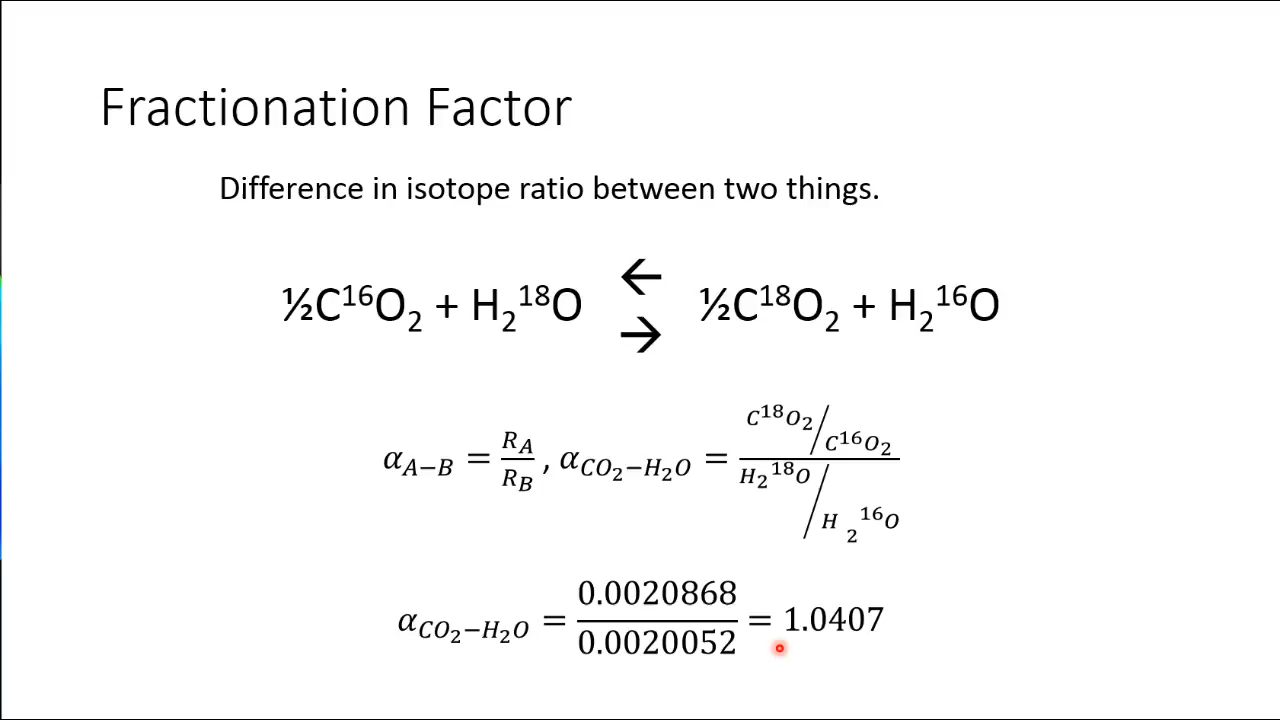 Fractionation Factor
Difference in isotope ratio between two things.
½C¹⁶O₂ + H₂¹⁸O ← → ½C¹⁸O₂ + H₂¹⁶O
α_{A−B} = R_A / R_B , α_{CO₂−H₂O} = (C¹⁸O₂ / C¹⁶O₂) / (H₂¹⁸O / H₂¹⁶O)
α_{CO₂−H₂O} = 0.0020868 / 0.0020052 = 1.0407